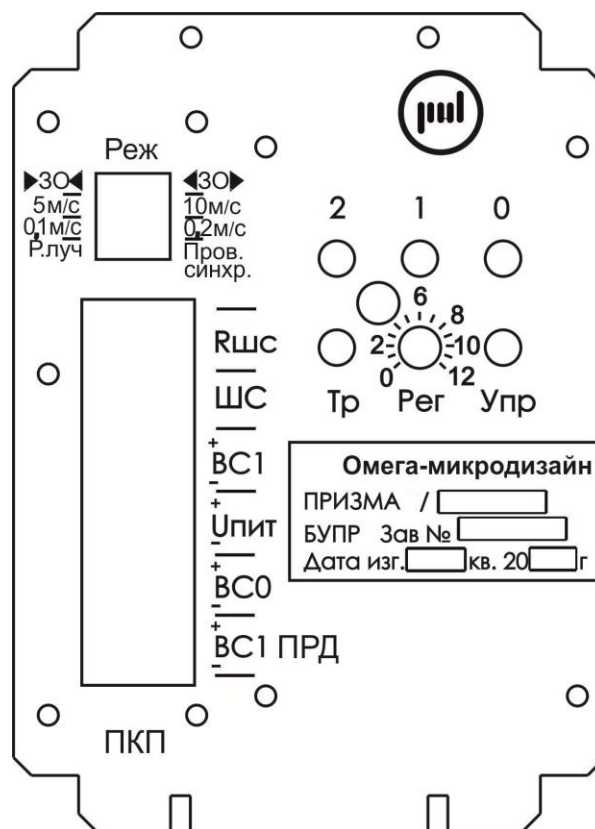 Реж
▶ЗО◀ ◀ЗО▶
5м/с 10м/с
0,1м/с 0,2м/с
Р.луч Пров.
синхр.
2 1 0
6
8
2 10
0 12
Тр Рег Упр
Rшс
ШС
+
ВС1
-
+
Uпит
-
+
ВС0
-
+
ВС1 ПРД
-
ПКП
Омега-микродизайн
ПРИЗМА /
БУПР Зав №
Дата изг. кв. 20 г